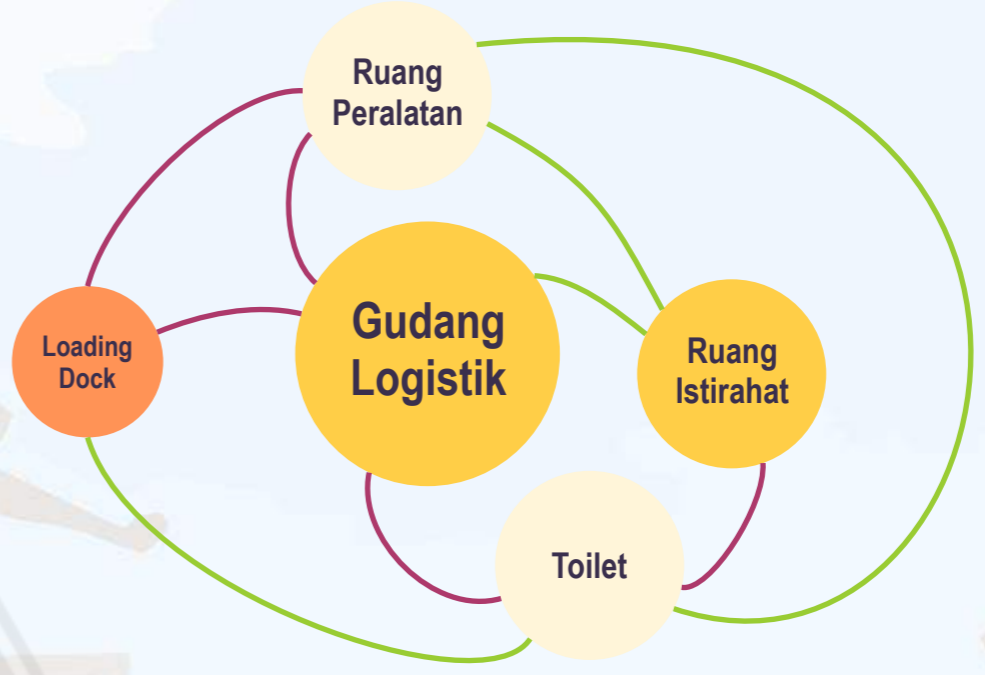 Ruang
Peralatan
Gudang
Logistik
Loading
Dock
Ruang
Istirahat
Toilet